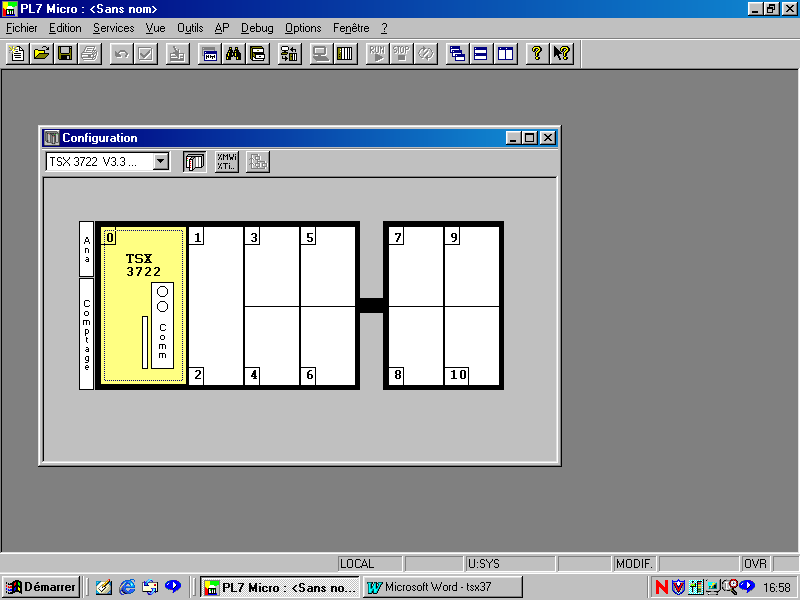 PL7 Micro : <Sans nom>
Fichier Edition Services Vue Outils AP Debug Options Fenêtre ?
RUN STOP
Configuration
TSX 3722 V3.3 ...
%MWi
%Ti..
0 1 3 5 7 9
Ana
TSX
3722
Comptage
Comm
2 4 6 8 10
LOCAL U:SYS MODIF. OVR
Démarrer PL7 Micro : <Sans no... Microsoft Word - tsx37 16:58